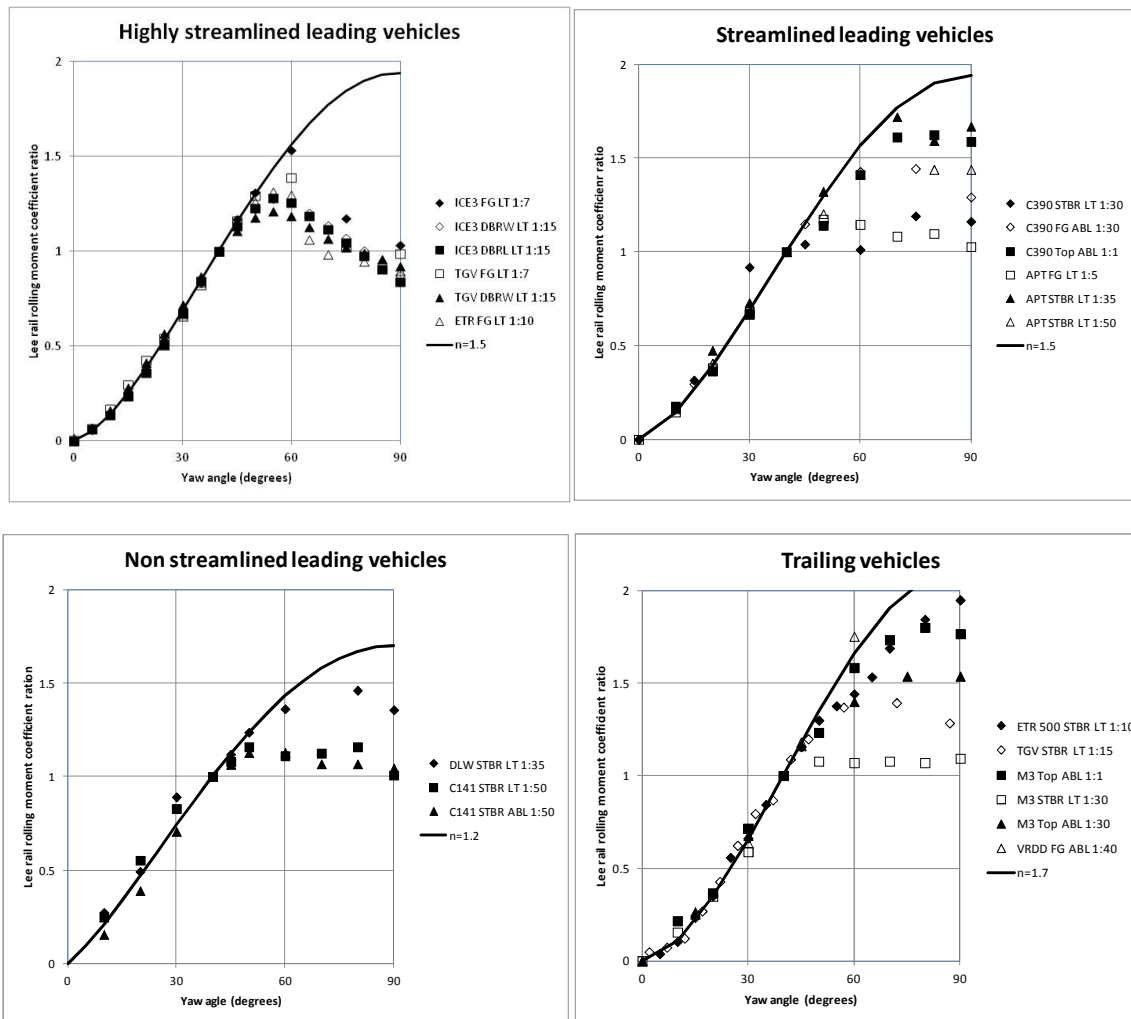 Highly streamlined leading vehicles
2
1.5
1
0.5
0
0
30
60
90
Lee rail rolling moment coefficient ratio
Yaw angle (degrees)
ICE3 FG LT 1:7
ICE3 DBRW LT 1:15
ICE3 DBRL LT 1:15
TGV FG LT 1:7
TGV DBRW LT 1:15
ETR FG LT 1:10
n=1.5
Streamlined leading vehicles
2
1.5
1
0.5
0
0
30
60
90
Lee rail rolling moment coefficienr ratio
Yaw angle (degrees)
C390 STBR LT 1:30
C390 FG ABL 1:30
C390 Top ABL 1:1
APT FG LT 1:5
APT STBR LT 1:35
APT STBR LT 1:50
n=1.5
Non streamlined leading vehicles
2
1.5
1
0.5
0
0
30
60
90
Lee rail rolling moment coefficient ration
Yaw agle (degrees)
DLW STBR LT 1:35
C141 STBR LT 1:50
C141 STBR ABL 1:50
n=1.2
Trailing vehicles
2
1.5
1
0.5
0
0
30
60
90
Lee rail rolling moment coeffident ratio
Yaw angle (degrees)
ETR 500 STBR LT 1:10
TGV STBR LT 1:15
M3 Top ABL 1:1
M3 STBR LT 1:30
M3 Top ABL 1:30
VRDD FG ABL 1:40
n=1.7